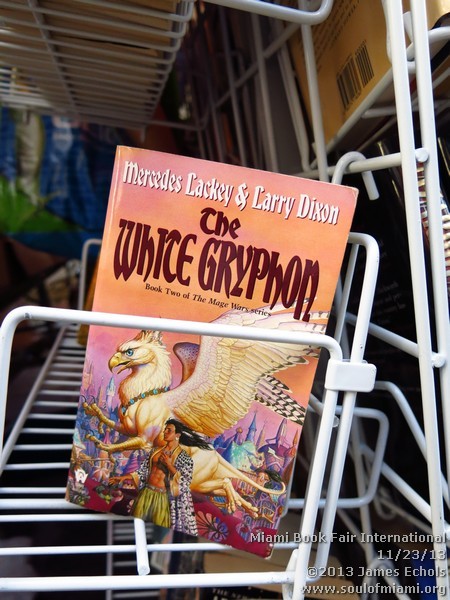 Mercedes Lackey & Larry Dixon
The
WHITE GRYPHON
Book Two of The Mage Wars series
Miami Book Fair International
11/23/13
©2013 James Echols
www.soulofmiami.org